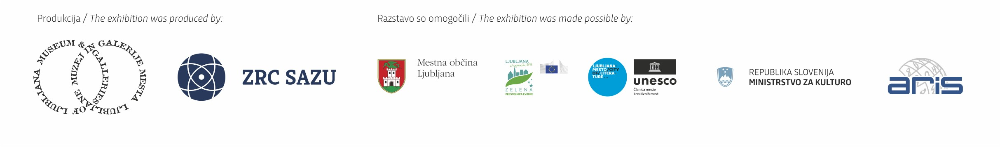 Produkcija / The exhibition was produced by:
MUSEUM & GALLERIES OF LJUBLJANA
MUZEJ IN GALERIJE MESTA LJUBLJANE
ZRC SAZU
Razstavo so omogočili / The exhibition was made possible by:
Mestna občina
Ljubljana
LJUBLJANA
Zmagovalka 2016
ZELENA
PRESTOLNICA EVROPE
LJUBLJANA:
MESTO/CITY
OF/LITERA-
TURE ...
unesco
Članica mreže
kreativnih mest
REPUBLIKA SLOVENIJA
MINISTRSTVO ZA KULTURO
aris